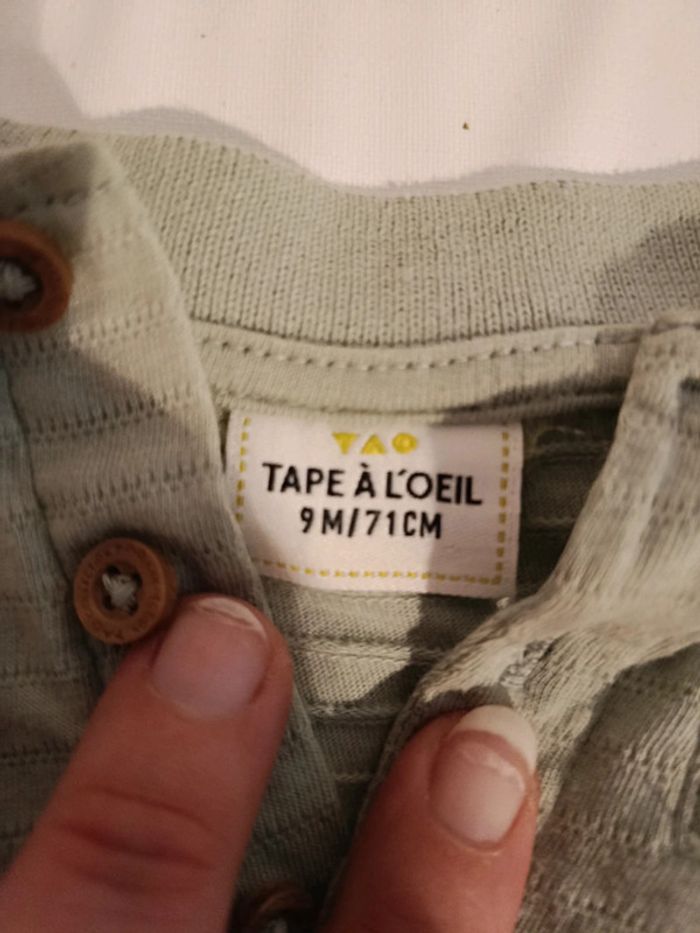 TAO
TAPE À L'OEIL
9M/71CM